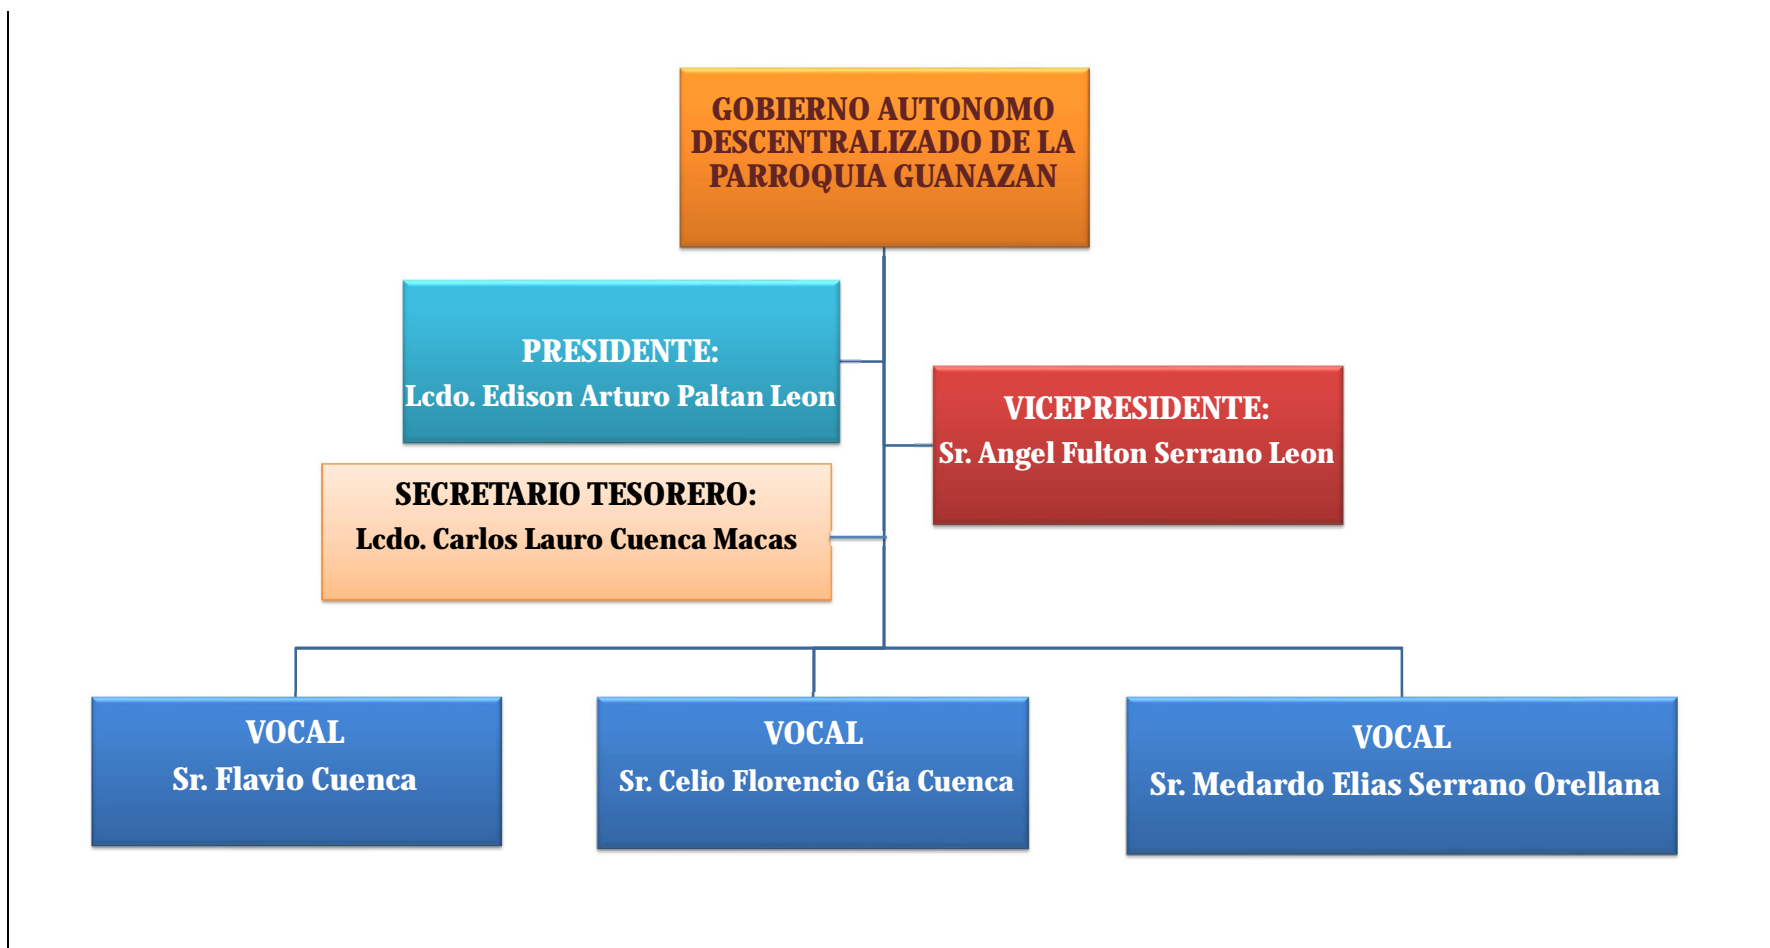 GOBIERNO AUTONOMO
DESCENTRALIZADO DE LA
PARROQUIA GUANAZAN
PRESIDENTE:
Lcdo. Edison Arturo Paltan Leon
VICEPRESIDENTE:
Sr. Angel Fulton Serrano Leon
SECRETARIO TESORERO:
Lcdo. Carlos Lauro Cuenca Macas
VOCAL
Sr. Flavio Cuenca
VOCAL
Sr. Celio Florencio Gía Cuenca
VOCAL
Sr. Medardo Elias Serrano Orellana